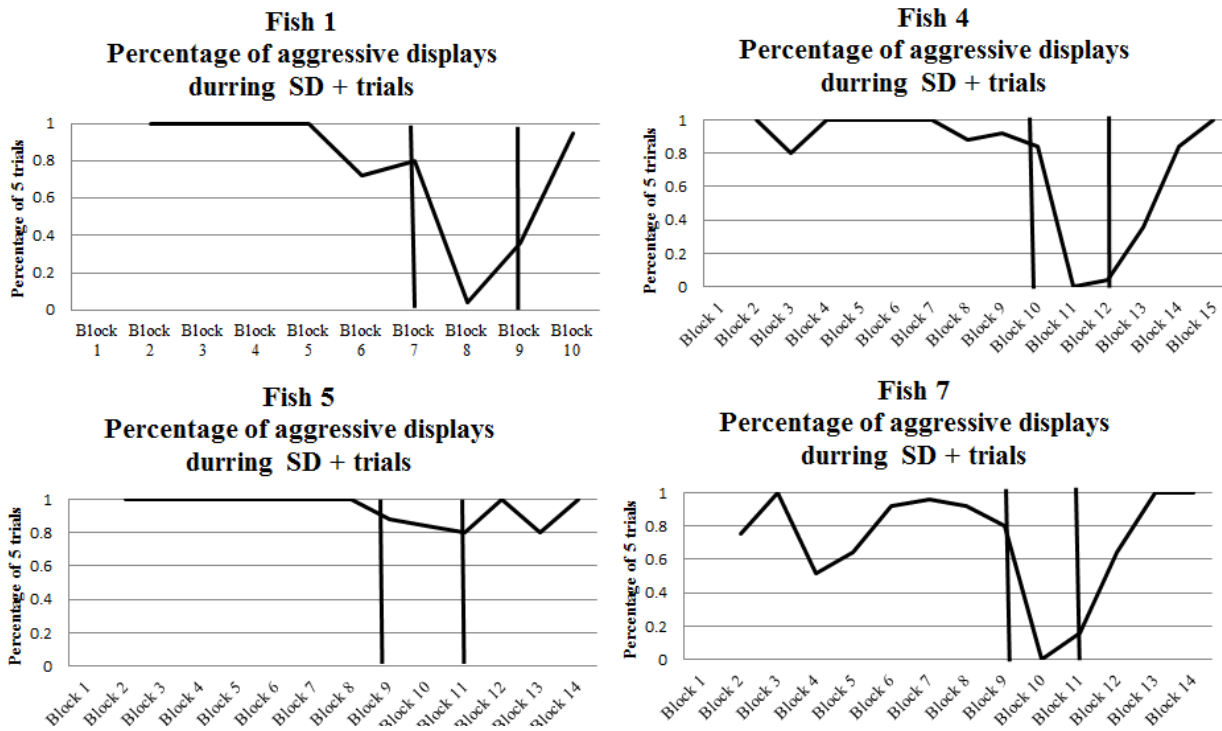 Fish 1
Percentage of aggressive displays
durring SD + trials
Percentage of 5 trials
1
0.8
0.6
0.4
0.2
0
Block 1
Block 2
Block 3
Block 4
Block 5
Block 6
Block 7
Block 8
Block 9
Block 10
Fish 4
Percentage of aggressive displays
durring SD + trials
Percentage of 5 trirals
1
0.8
0.6
0.4
0.2
0
Block 1
Block 2
Block 3
Block 4
Block 5
Block 6
Block 7
Block 8
Block 9
Block 10
Block 11
Block 12
Block 13
Block 14
Block 15
Fish 5
Percentage of aggressive displays
durring SD + trials
Percentage of 5 trials
1
0.8
0.6
0.4
0.2
0
Block 1
Block 2
Block 3
Block 4
Block 5
Block 6
Block 7
Block 8
Block 9
Block 10
Block 11
Block 12
Block 13
Block 14
Fish 7
Percentage of aggressive displays
durring SD + trials
Percentage of 5 trials
1
0.8
0.6
0.4
0.2
0
Block 1
Block 2
Block 3
Block 4
Block 5
Block 6
Block 7
Block 8
Block 9
Block 10
Block 11
Block 12
Block 13
Block 14